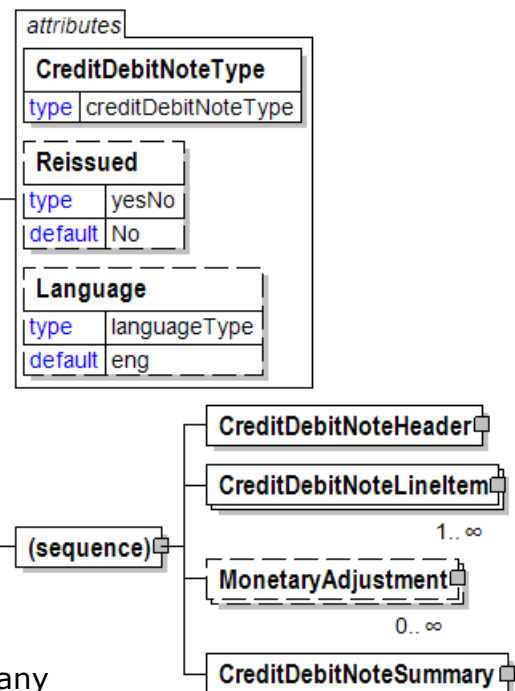 attributes
CreditDebitNoteType
type creditDebitNoteType
Reissued
type yesNo
default No
Language
type languageType
default eng
CreditDebitNoteHeader
CreditDebitNoteLineItem
1.. ∞
(sequence)
MonetaryAdjustment
0.. ∞
any
CreditDebitNoteSummary